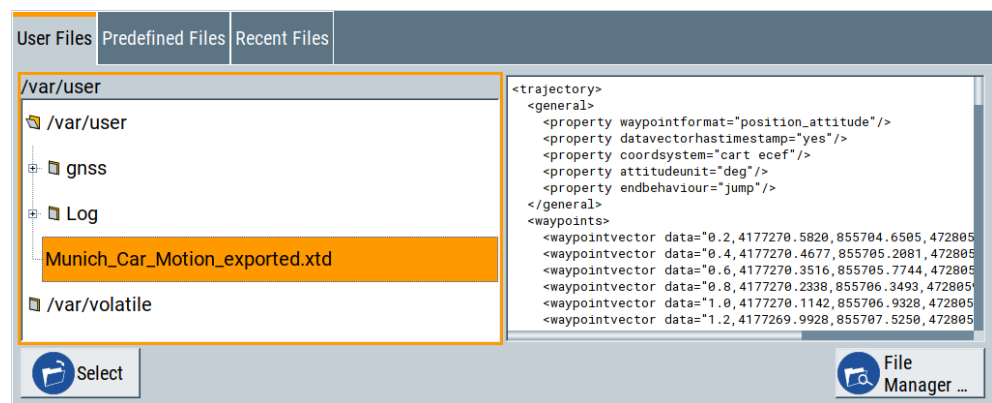 User Files Predefined Files Recent Files
/var/user
/var/user
gnss
Log
Munich_Car_Motion_exported.xtd
/var/volatile
<trajectory>
<general>
<property waypointformat="position_attitude"/>
<property datavectorhastimestamp="yes"/>
<property coordsystem="cart ecef"/>
<property attitudeunit="deg"/>
<property endbehaviour="jump"/>
</general>
<waypoints>
<waypointvector data="0.2,4177270.5820,855704.6505,472805
<waypointvector data="0.4,4177270.4677,855705.2081,472805
<waypointvector data="0.6,4177270.3516,855705.7744,472805
<waypointvector data="0.8,4177270.2338,855706.3493,472805
<waypointvector data="1.0,4177270.1142,855706.9328,472805
<waypointvector data="1.2,4177269.9928,855707.5250,472805
Select
File
Manager ...